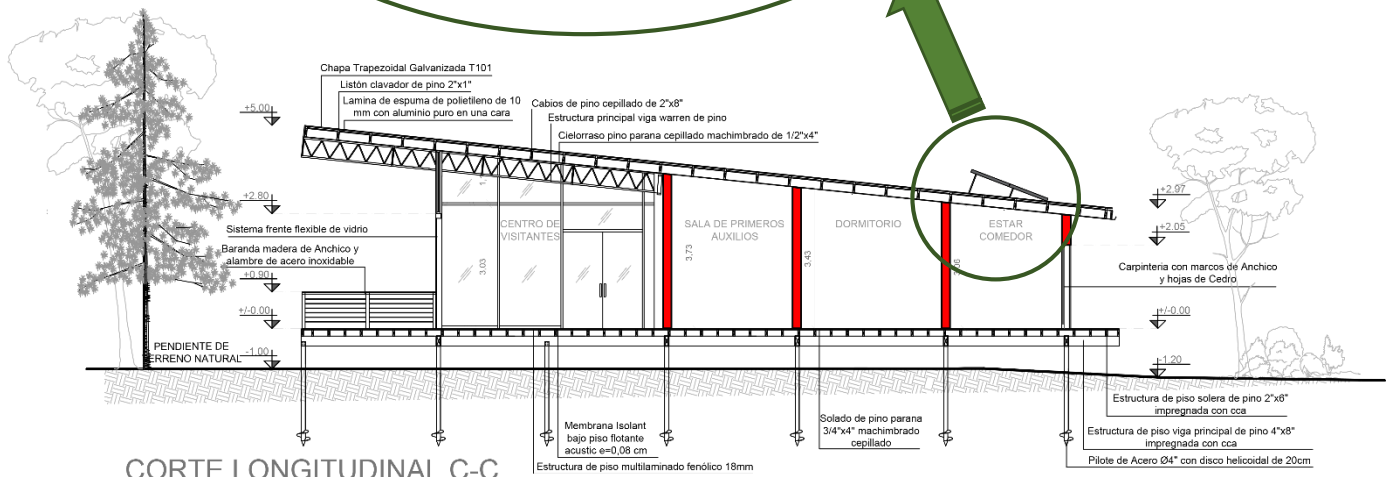 Chapa Trapezoidal Galvanizada T101
Listón clavador de pino 2"x1"
Lamina de espuma de polietileno de 10
mm con aluminio puro en una cara
Cabios de pino cepillado de 2"x8"
Estructura principal viga warren de pino
Cielorraso pino parana cepillado machimbrado de 1/2"x4"
+5.00
+2.80
Sistema frente flexible de vidrio
Baranda madera de Anchico y
alambre de acero inoxidable
+0.90
+/-0.00
-1.00
PENDIENTE DE
TERRENO NATURAL
3.03
CENTRO DE
VISITANTES
SALA DE PRIMEROS
AUXILIOS
3.73
3.43
DORMITORIO
ESTAR
COMEDOR
+2.97
+2.05
Carpinteria con marcos de Anchico
y hojas de Cedro
+/-0.00
-1.20
Membrana Isolant
bajo piso flotante
acustic e=0,08 cm
Estructura de piso multilaminado fenólico 18mm
Solado de pino parana
3/4"x4" machimbrado
cepillado
Estructura de piso solera de pino 2"x6"
impregnada con cca
Estructura de piso viga principal de pino 4"x8"
impregnada con cca
Pilote de Acero Ø4" con disco helicoidal de 20cm
CORTE LONGITUDINAL C-C